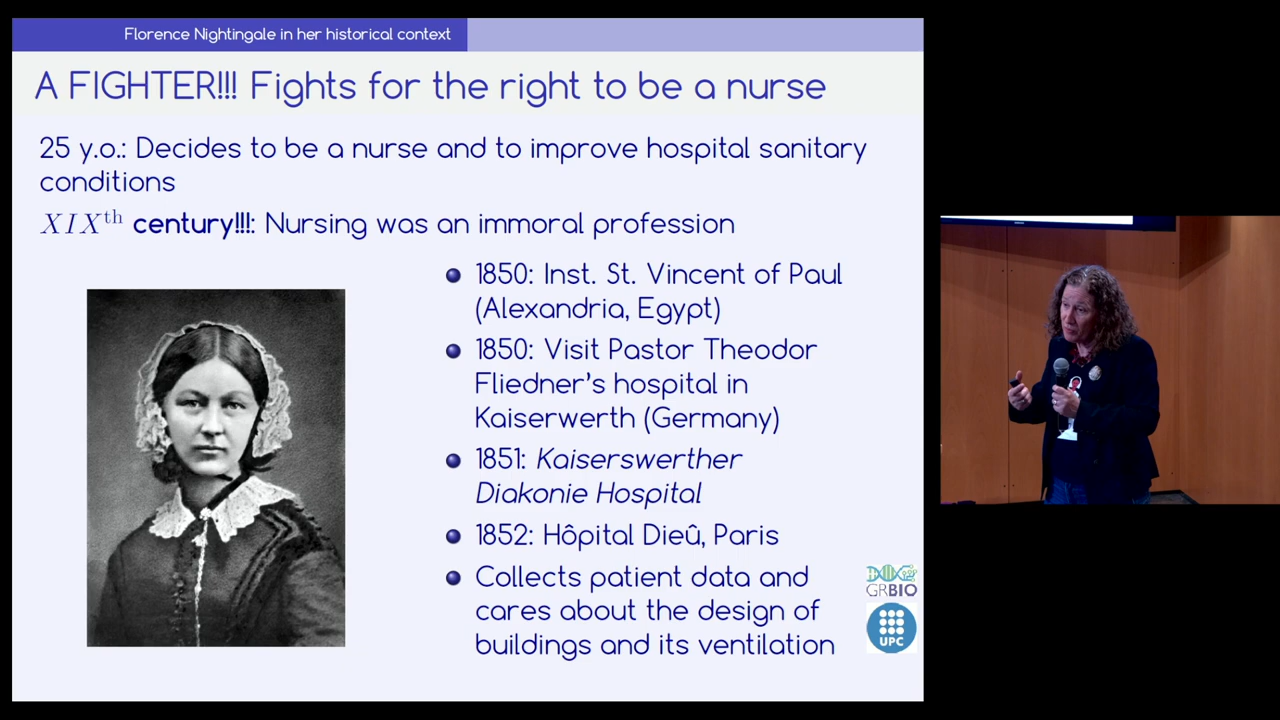 Florence Nightingale in her historical context
A FIGHTER!!! Fights for the right to be a nurse
25 y.o.: Decides to be a nurse and to improve hospital sanitary
conditions
XIXth century!!!: Nursing was an immoral profession
1850: Inst. St. Vincent of Paul
(Alexandria, Egypt)
1850: Visit Pastor Theodor
Fliedner's hospital in
Kaiserwerth (Germany)
1851: Kaiserswerther
Diakonie Hospital
1852: Hôpital Dieû, Paris
Collects patient data and
cares about the design of
buildings and its ventilation
GRBIO
UPC